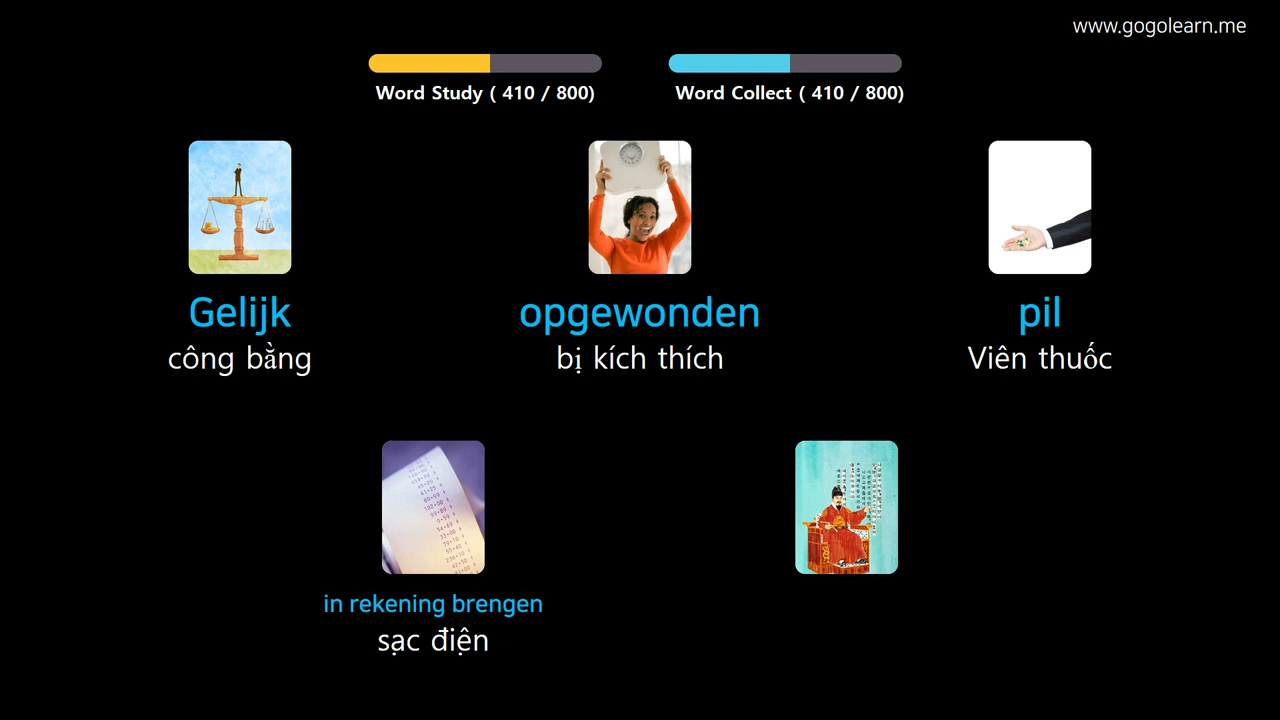 www.gogolearn.me
Word Study ( 410 / 800)
Word Collect ( 410 / 800)
Gelijk
công bằng
opgewonden
bị kích thích
pil
Viên thuốc
in rekening brengen
sạc điện